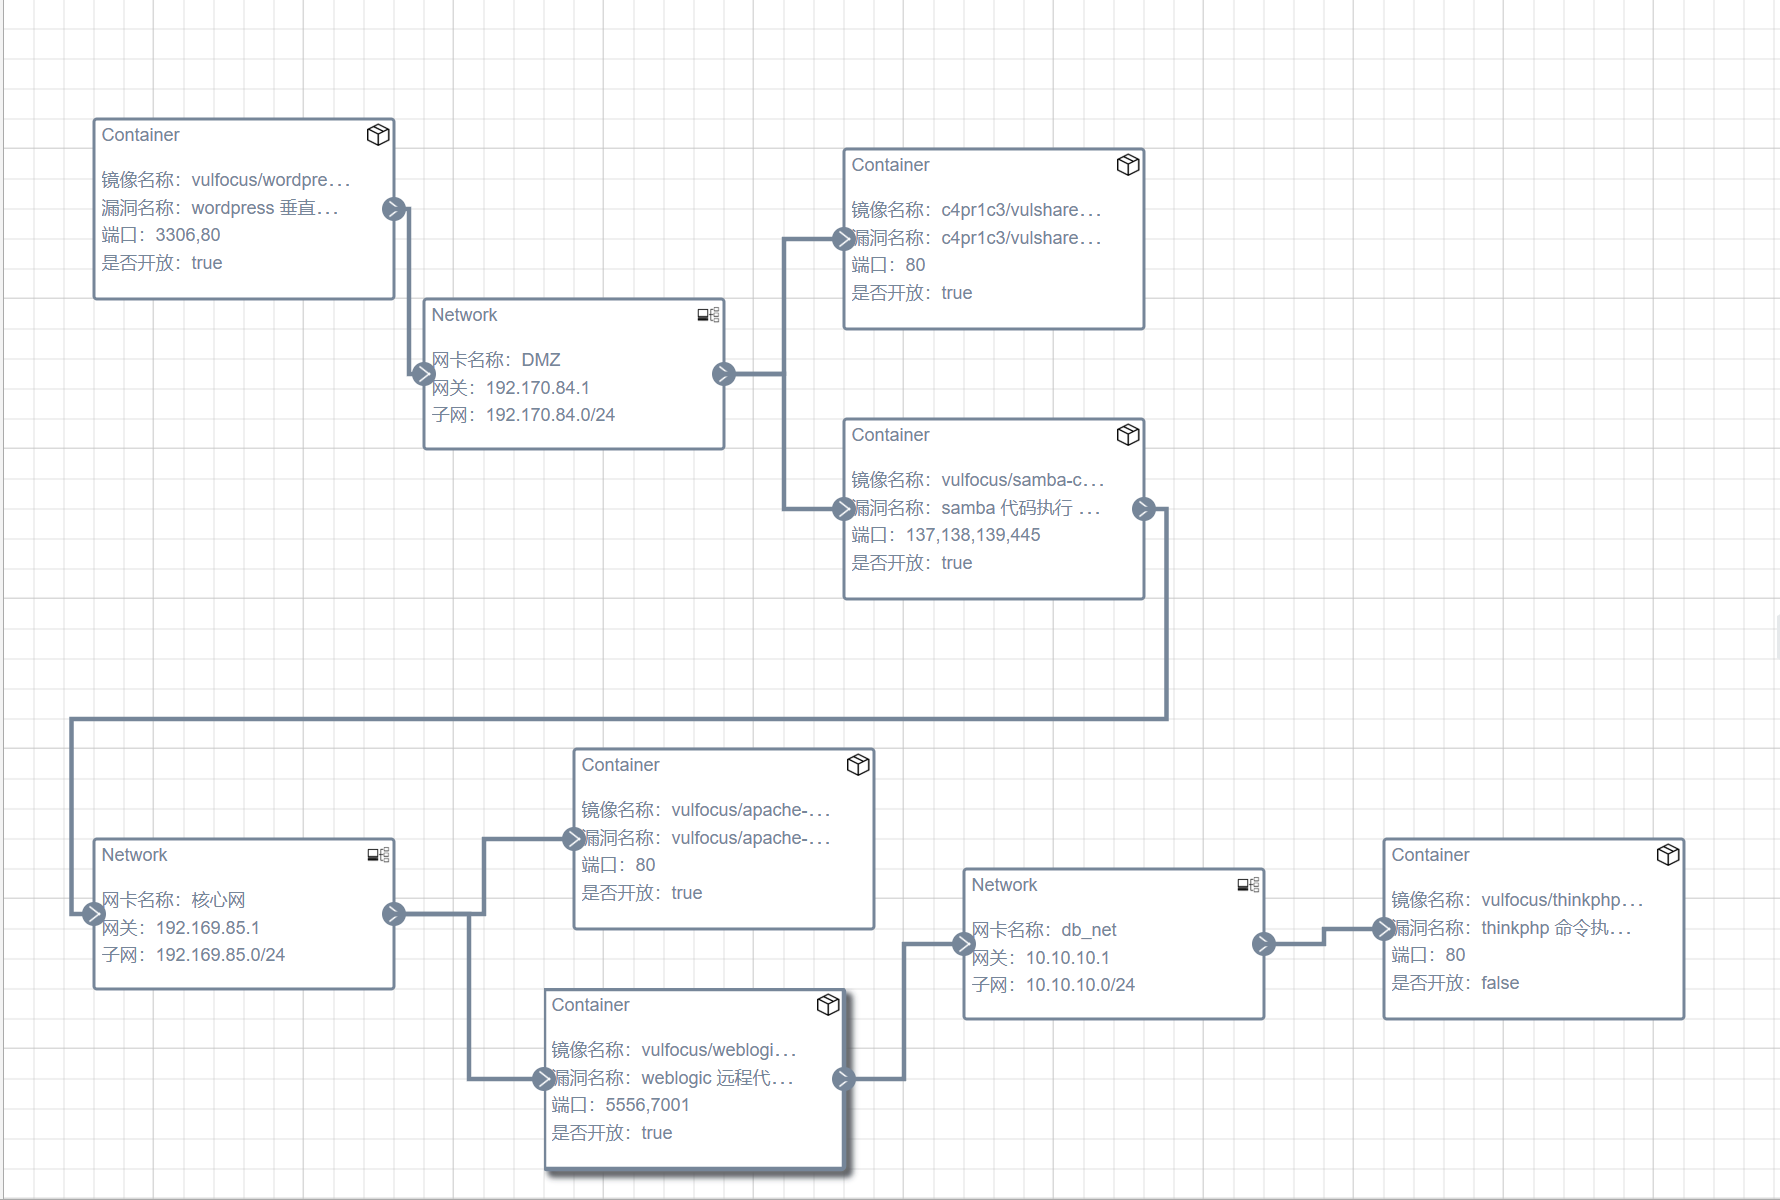 Container
镜像名称：vulfocus/wordpre...
漏洞名称：wordpress 垂直...
端口：3306,80
是否开放：true
Network
网卡名称：DMZ
网关：192.170.84.1
子网：192.170.84.0/24
Container
镜像名称：c4pr1c3/vulshare...
漏洞名称：c4pr1c3/vulshare...
端口：80
是否开放：true
Container
镜像名称：vulfocus/samba-c...
漏洞名称：samba 代码执行 ...
端口：137,138,139,445
是否开放：true
Network
网卡名称：核心网
网关：192.169.85.1
子网：192.169.85.0/24
Container
镜像名称：vulfocus/apache-...
漏洞名称：vulfocus/apache-...
端口：80
是否开放：true
Container
镜像名称：vulfocus/weblogi...
漏洞名称：weblogic 远程代...
端口：5556,7001
是否开放：true
Network
网卡名称：db_net
网关：10.10.10.1
子网：10.10.10.0/24
Container
镜像名称：vulfocus/thinkphp...
漏洞名称：thinkphp 命令执...
端口：80
是否开放：false